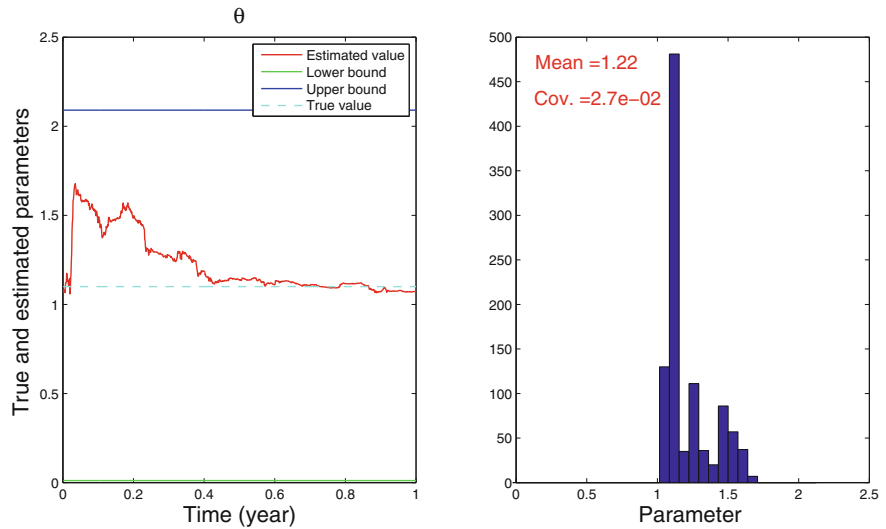 θ
True and estimated parameters
2.5
2
1.5
1
0.5
0
Estimated value
Lower bound
Upper bound
True value
0 0.2 0.4 0.6 0.8 1
Time (year)
500
450
400
350
300
250
200
150
100
50
0
Mean =1.22
Cov. =2.7e−02
0 0.5 1 1.5 2 2.5
Parameter